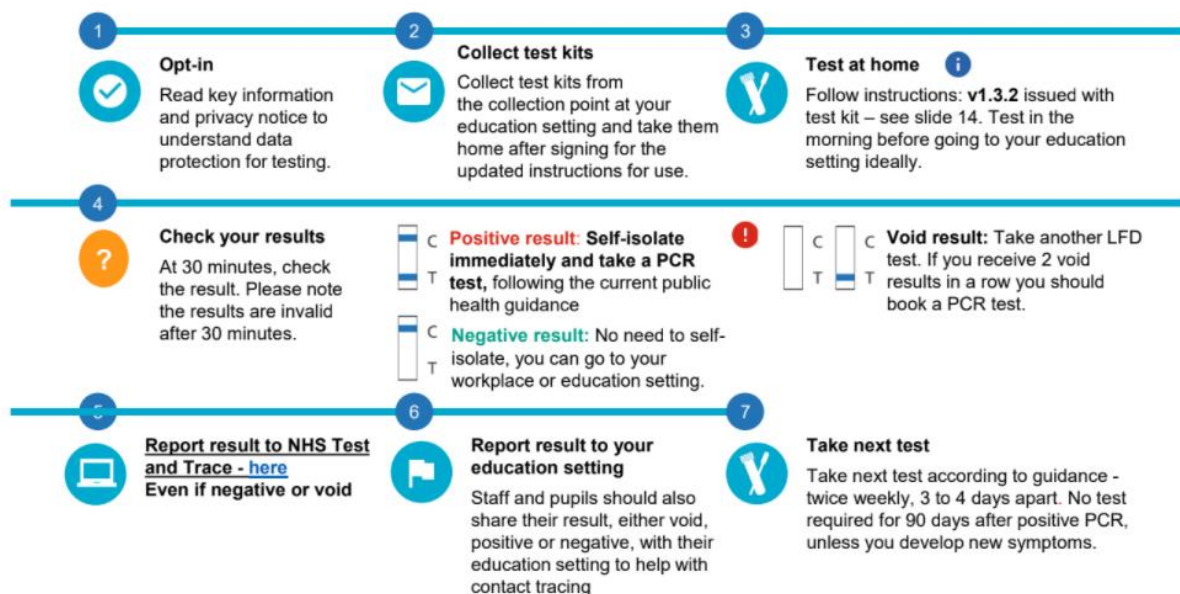 1
2
3
Opt-in
Read key information
and privacy notice to
understand data
protection for testing.
Collect test kits
Collect test kits from
the collection point at your
education setting and take them
home after signing for the
updated instructions for use.
Test at home i
Follow instructions: v1.3.2 issued with
test kit – see slide 14. Test in the
morning before going to your education
setting ideally.
4
?
Check your results
At 30 minutes, check
the result. Please note
the results are invalid
after 30 minutes.
C
T
Positive result: Self-isolate
immediately and take a PCR
test, following the current public
health guidance
C
T
Negative result: No need to self-
isolate, you can go to your
workplace or education setting.
!
C
T
C
T
Void result: Take another LFD
test. If you receive 2 void
results in a row you should
book a PCR test.
5
6
7
Report result to NHS Test
and Trace - here
Even if negative or void
Report result to your
education setting
Staff and pupils should also
share their result, either void,
positive or negative, with their
education setting to help with
contact tracing
Take next test
Take next test according to guidance -
twice weekly, 3 to 4 days apart. No test
required for 90 days after positive PCR,
unless you develop new symptoms.